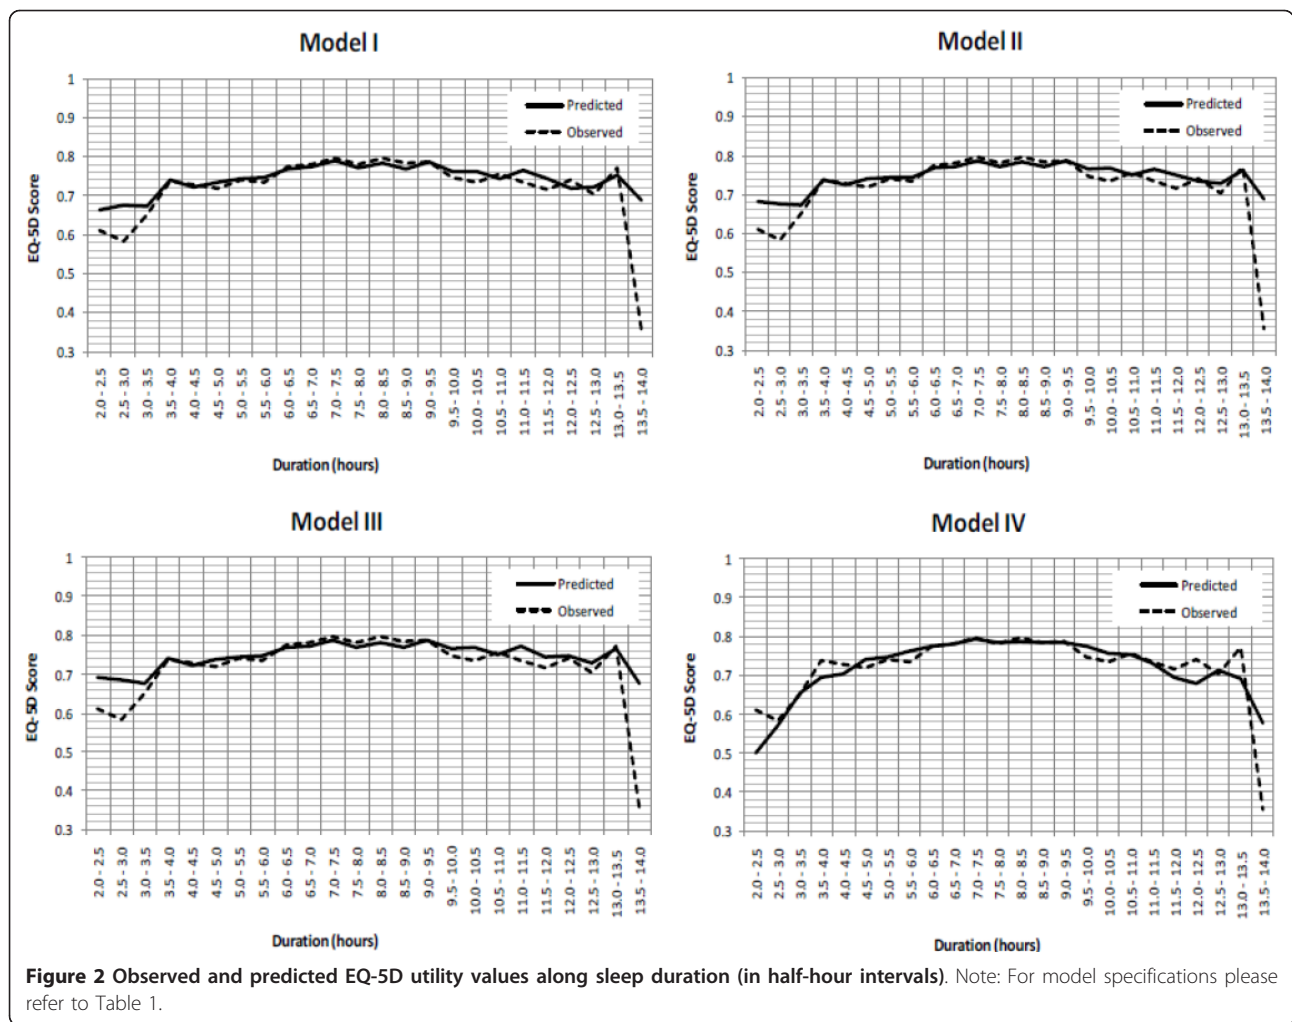 Model I
1
0.9
0.8
0.7
0.6
0.5
0.4
0.3
EQ-5D Score
Predicted
Observed
2.0 - 2.5
2.5 - 3.0
3.0 - 3.5
3.5 - 4.0
4.0 - 4.5
4.5 - 5.0
5.0 - 5.5
5.5 - 6.0
6.0 - 6.5
6.5 - 7.0
7.0 - 7.5
7.5 - 8.0
8.0 - 8.5
8.5 - 9.0
9.0 - 9.5
9.5 - 10.0
10.0 - 10.5
10.5 - 11.0
11.0 - 11.5
11.5 - 12.0
12.0 - 12.5
12.5 - 13.0
13.0 - 13.5
13.5 - 14.0
Duration (hours)
Model II
1
0.9
0.8
0.7
0.6
0.5
0.4
0.3
EQ-5D Score
Predicted
Observed
2.0 - 2.5
2.5 - 3.0
3.0 - 3.5
3.5 - 4.0
4.0 - 4.5
4.5 - 5.0
5.0 - 5.5
5.5 - 6.0
6.0 - 6.5
6.5 - 7.0
7.0 - 7.5
7.5 - 8.0
8.0 - 8.5
8.5 - 9.0
9.0 - 9.5
9.5 - 10.0
10.0 - 10.5
10.5 - 11.0
11.0 - 11.5
11.5 - 12.0
12.0 - 12.5
12.5 - 13.0
13.0 - 13.5
13.5 - 14.0
Duration (hours)
Model III
1
0.9
0.8
0.7
0.6
0.5
0.4
0.3
EQ-5D Score
Predicted
Observed
2.0 - 2.5
2.5 - 3.0
3.0 - 3.5
3.5 - 4.0
4.0 - 4.5
4.5 - 5.0
5.0 - 5.5
5.5 - 6.0
6.0 - 6.5
6.5 - 7.0
7.0 - 7.5
7.5 - 8.0
8.0 - 8.5
8.5 - 9.0
9.0 - 9.5
9.5 - 10.0
10.0 - 10.5
10.5 - 11.0
11.0 - 11.5
11.5 - 12.0
12.0 - 12.5
12.5 - 13.0
13.0 - 13.5
13.5 - 14.0
Duration (hours)
Model IV
1
0.9
0.8
0.7
0.6
0.5
0.4
0.3
EQ-5D Score
Predicted
Observed
2.0 - 2.5
2.5 - 3.0
3.0 - 3.5
3.5 - 4.0
4.0 - 4.5
4.5 - 5.0
5.0 - 5.5
5.5 - 6.0
6.0 - 6.5
6.5 - 7.0
7.0 - 7.5
7.5 - 8.0
8.0 - 8.5
8.5 - 9.0
9.0 - 9.5
9.5 - 10.0
10.0 - 10.5
10.5 - 11.0
11.0 - 11.5
11.5 - 12.0
12.0 - 12.5
12.5 - 13.0
13.0 - 13.5
13.5 - 14.0
Duration (hours)
Figure 2 Observed and predicted EQ-5D utility values along sleep duration (in half-hour intervals). Note: For model specifications please
refer to Table 1.